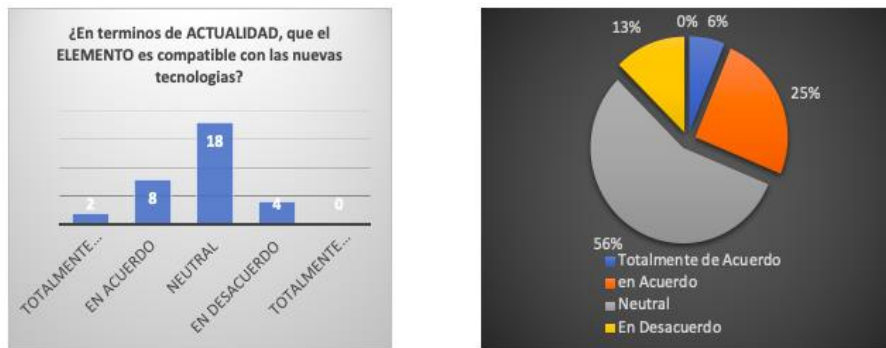 ¿En terminos de ACTUALIDAD, que el
ELEMENTO es compatible con las nuevas
tecnologias?
2
8
18
4
0
TOTALMENTE...
EN ACUERDO
NEUTRAL
EN DESACUERDO
TOTALMENTE...
0%
6%
13%
25%
56%
Totalmente de Acuerdo
en Acuerdo
Neutral
En Desacuerdo